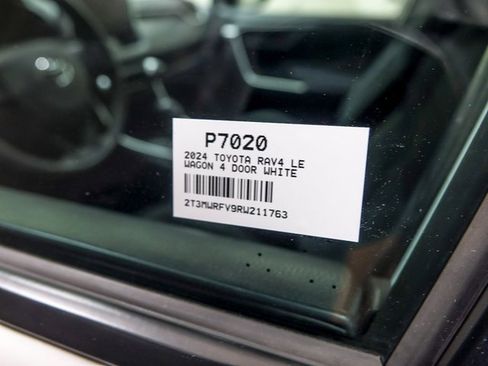 P7020
2024 TOYOTA RAV4 LE
WAGON 4 DOOR WHITE
2T3MWRFV9RW211763